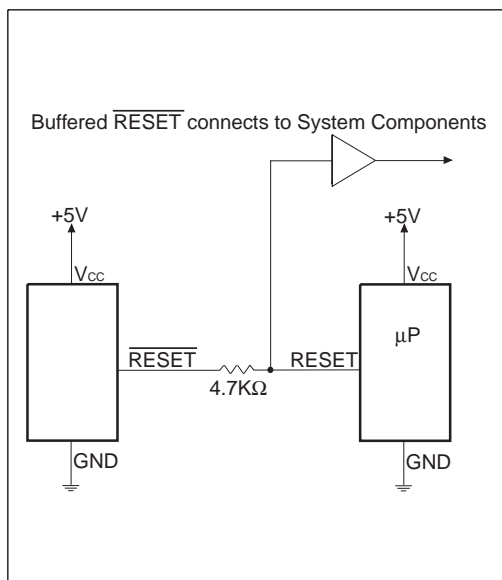 Buffered RESET connects to System Components
+5V
+5V
VCC
VCC
μP
RESET
RESET
4.7KΩ
GND
GND